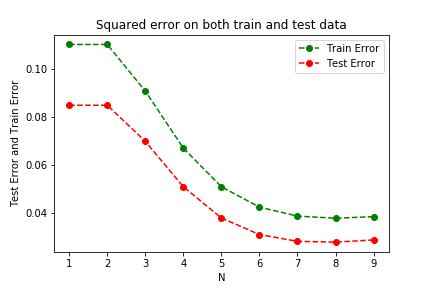 Squared error on both train and test data
Train Error
Test Error
Test Error and Train Error
0.10
0.08
0.06
0.04
1 2 3 4 5 6 7 8 9
N